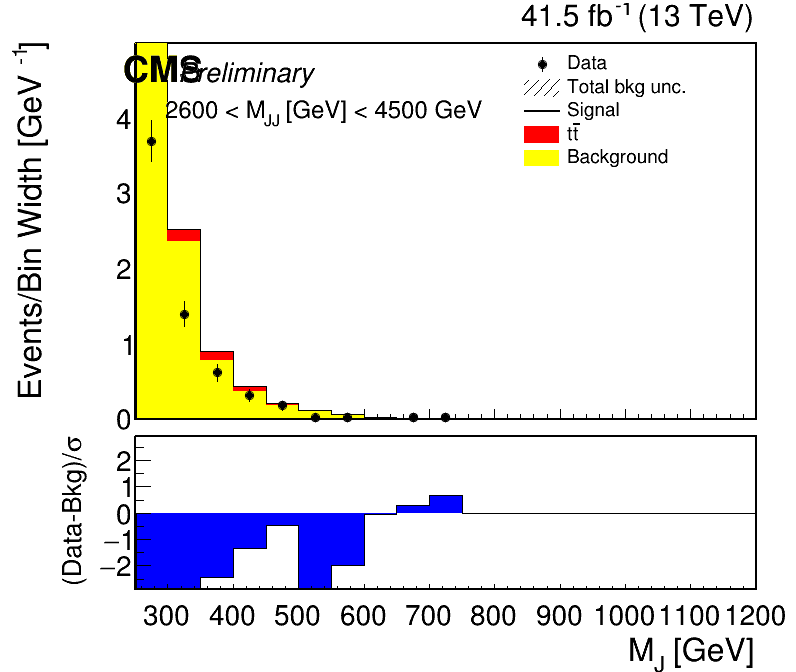 41.5 fb⁻¹ (13 TeV)
CMS Preliminary
2600 < M_JJ [GeV] < 4500 GeV
Data
Total bkg unc.
Signal
tt̄
Background
Events/Bin Width [GeV⁻¹]
4
3
2
1
0
(Data-Bkg)/σ
2
1
0
−1
−2
300 400 500 600 700 800 900 1000 1100 1200
M_J [GeV]